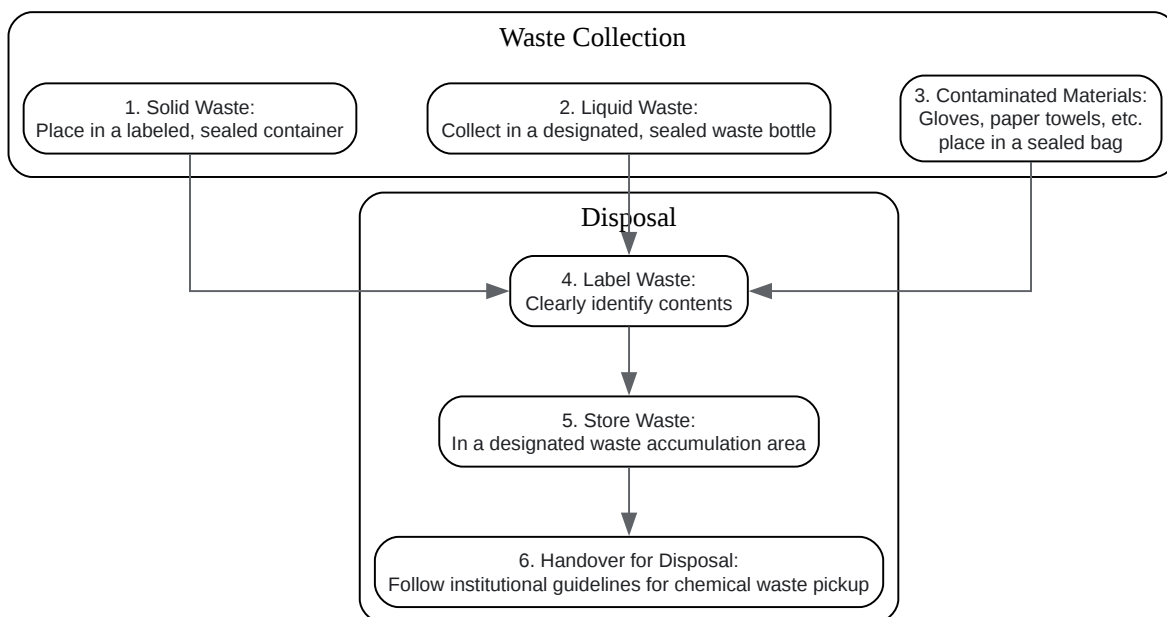 Waste Collection
1. Solid Waste:
Place in a labeled, sealed container
2. Liquid Waste:
Collect in a designated, sealed waste bottle
3. Contaminated Materials:
Gloves, paper towels, etc.
place in a sealed bag
Disposal
4. Label Waste:
Clearly identify contents
5. Store Waste:
In a designated waste accumulation area
6. Handover for Disposal:
Follow institutional guidelines for chemical waste pickup